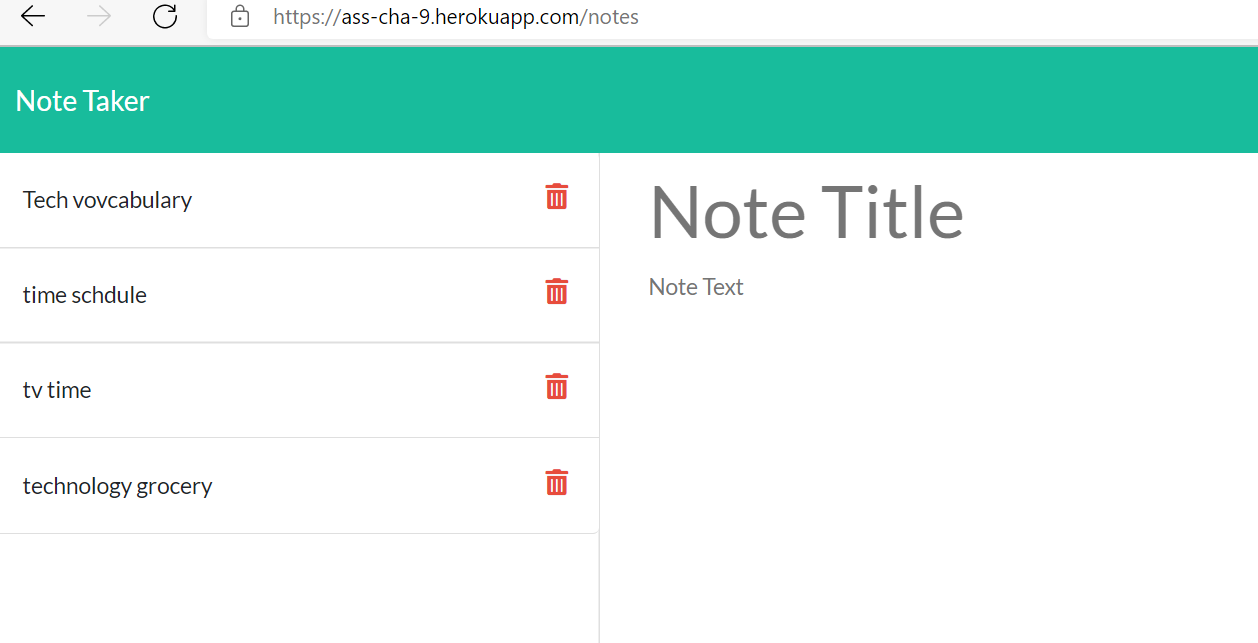 https://ass-cha-9.herokuapp.com/notes
Note Taker
Tech vovcabulary
time schdule
tv time
technology grocery
Note Title
Note Text